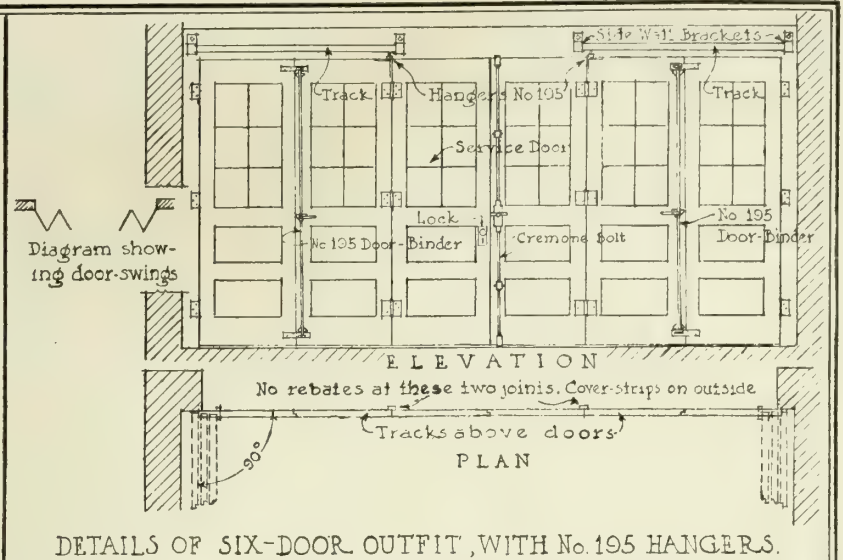 Side Wall Brackets
Track
Hangers No 195
Track
Service Door
Lock
No 195
Door-Binder
No 195 Door-Binder
Cremone Bolt
Diagram show-
ing door-swings
ELEVATION
No rebates at these two joints. Cover-strips on outside
Tracks above doors
90°
PLAN
DETAILS OF SIX-DOOR OUTFIT, WITH No. 195 HANGERS.